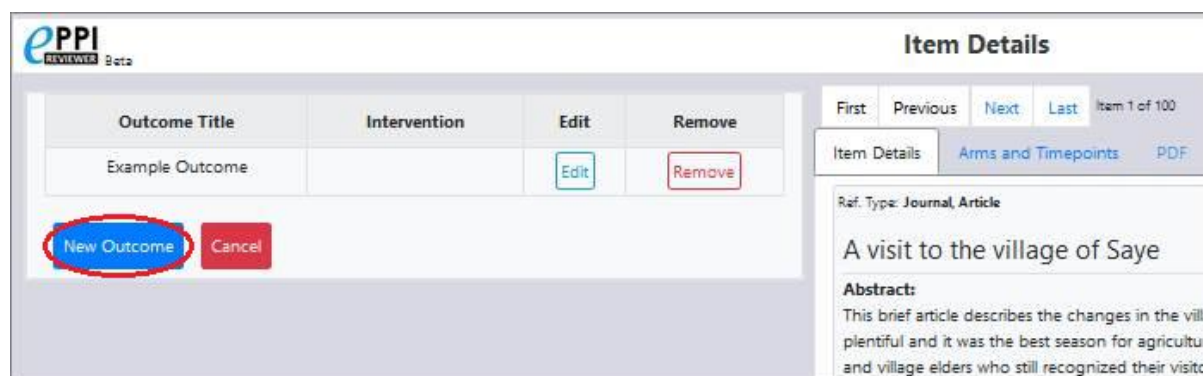 ePPI
REVIEWER Beta
Item Details
Outcome Title Intervention Edit Remove
Example Outcome Edit Remove
New Outcome Cancel
First Previous Next Last Item 1 of 100
Item Details Arms and Timepoints PDF
Ref. Type: Journal, Article
A visit to the village of Saye
Abstract:
This brief article describes the changes in the vill
plentiful and it was the best season for agricultu
and village elders who still recognized their visito